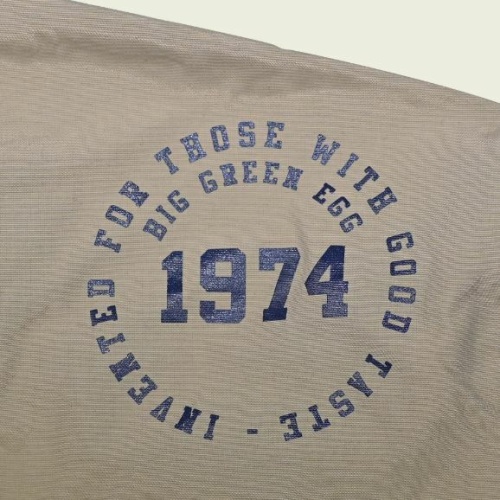 INVENTED FOR THOSE WITH GOOD TASTE -
BIG GREEN EGG
1974